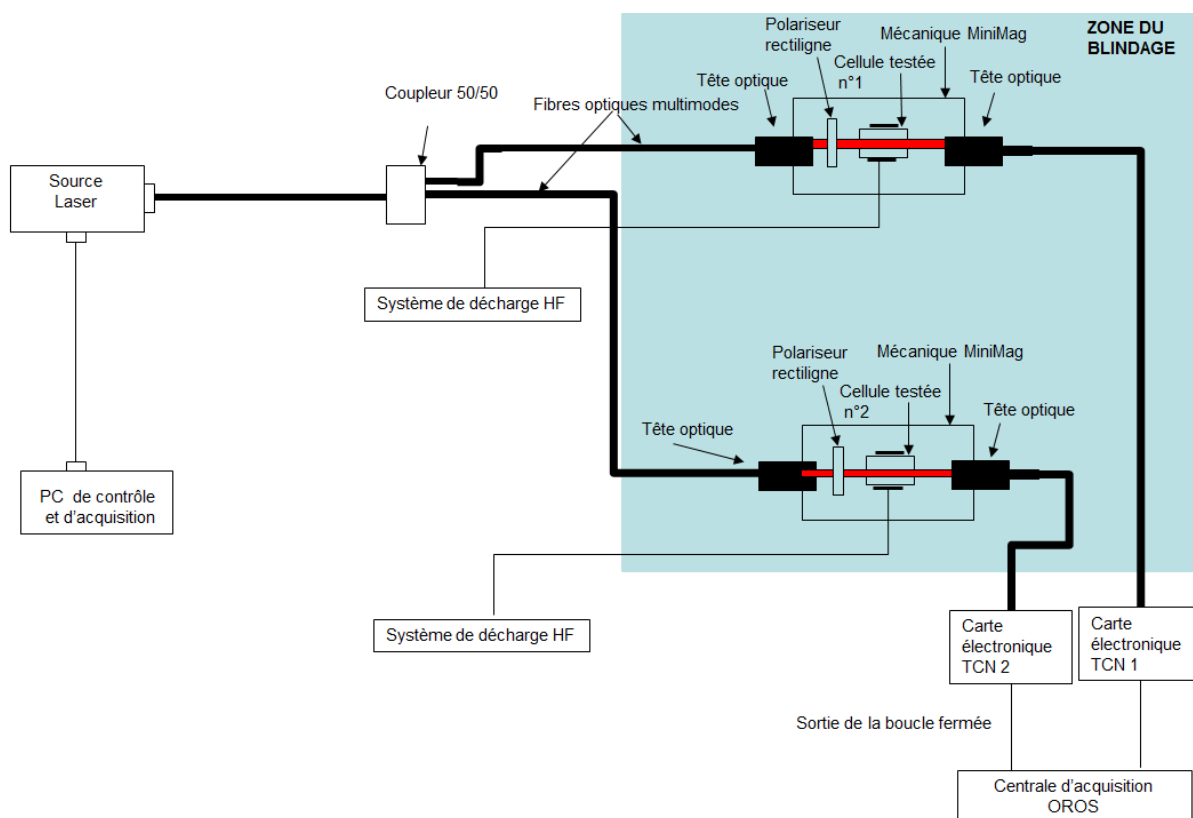 ZONE DU
BLINDAGE
Polariseur
rectiligne
Mécanique MiniMag
Cellule testée
n°1
Tête optique
Tête optique
Coupleur 50/50
Fibres optiques multimodes
Source
Laser
Système de décharge HF
Polariseur
rectiligne
Mécanique MiniMag
Cellule testée
n°2
Tête optique
Tête optique
PC de contrôle
et d'acquisition
Système de décharge HF
Carte
électronique
TCN 2
Carte
électronique
TCN 1
Sortie de la boucle fermée
Centrale d'acquisition
OROS